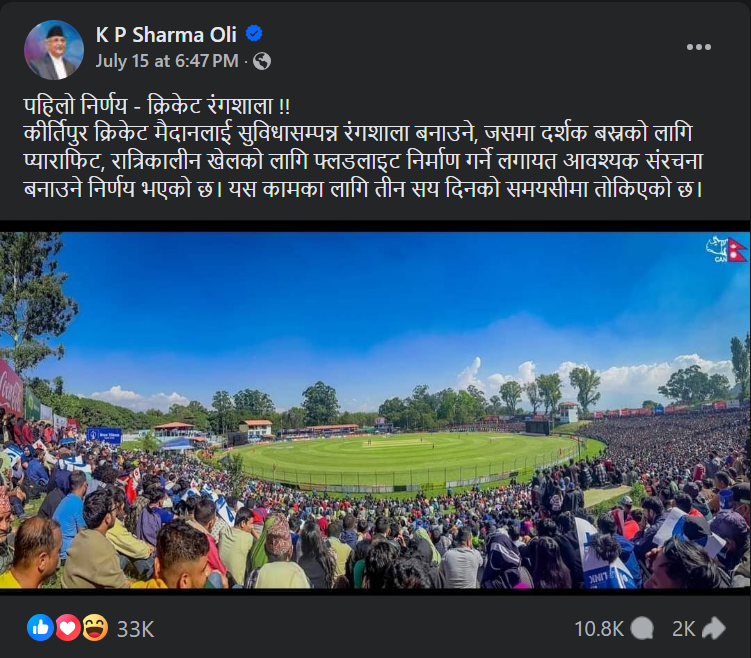 K P Sharma Oli
July 15 at 6:47 PM ·
पहिलो निर्णय - क्रिकेट रंगशाला !!
कीर्तिपुर क्रिकेट मैदानलाई सुविधासम्पन्न रंगशाला बनाउने, जसमा दर्शक बस्नको लागि
प्याराफिट, रात्रिकालीन खेलको लागि फ्लडलाइट निर्माण गर्ने लगायत आवश्यक संरचना
बनाउने निर्णय भएको छ। यस कामका लागि तीन सय दिनको समयसीमा तोकिएको छ।
CAN
LINK
33K
10.8K 2K